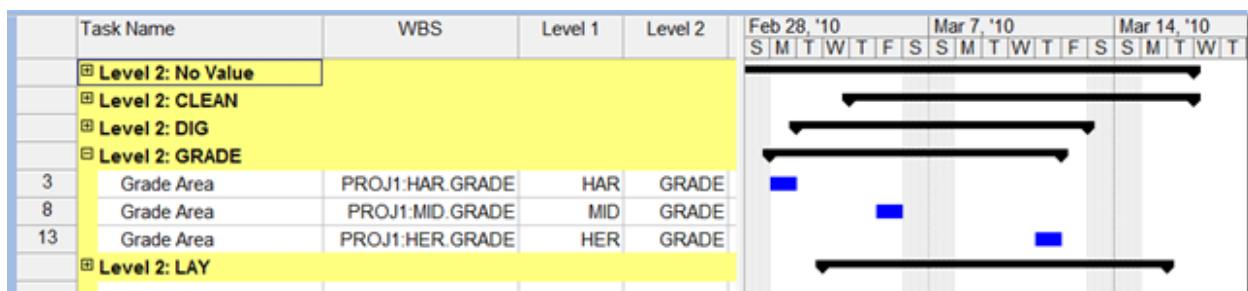 Task Name WBS Level 1 Level 2 Feb 28, '10 Mar 7, '10 Mar 14, '10
S M T W T F S S M T W T F S S M T W T
Level 2: No Value
Level 2: CLEAN
Level 2: DIG
Level 2: GRADE
3 Grade Area PROJ1:HAR.GRADE HAR GRADE
8 Grade Area PROJ1:MID.GRADE MID GRADE
13 Grade Area PROJ1:HER.GRADE HER GRADE
Level 2: LAY